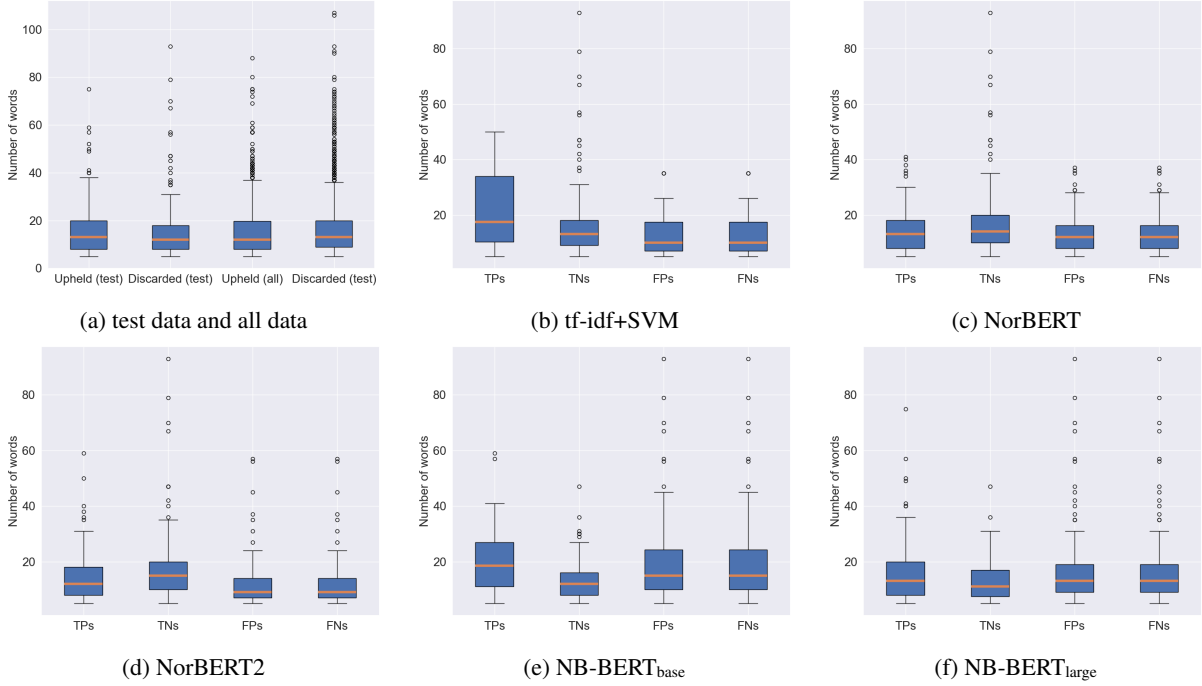 100
80
60
40
20
0
Number of words
Upheld (test) Discarded (test) Upheld (all) Discarded (test)
(a) test data and all data
80
60
40
20
Number of words
TPs TNs FPs FNs
(b) tf-idf+SVM
80
60
40
20
Number of words
TPs TNs FPs FNs
(c) NorBERT
80
60
40
20
Number of words
TPs TNs FPs FNs
(d) NorBERT2
80
60
40
20
Number of words
TPs TNs FPs FNs
(e) NB-BERTbase
80
60
40
20
Number of words
TPs TNs FPs FNs
(f) NB-BERTlarge